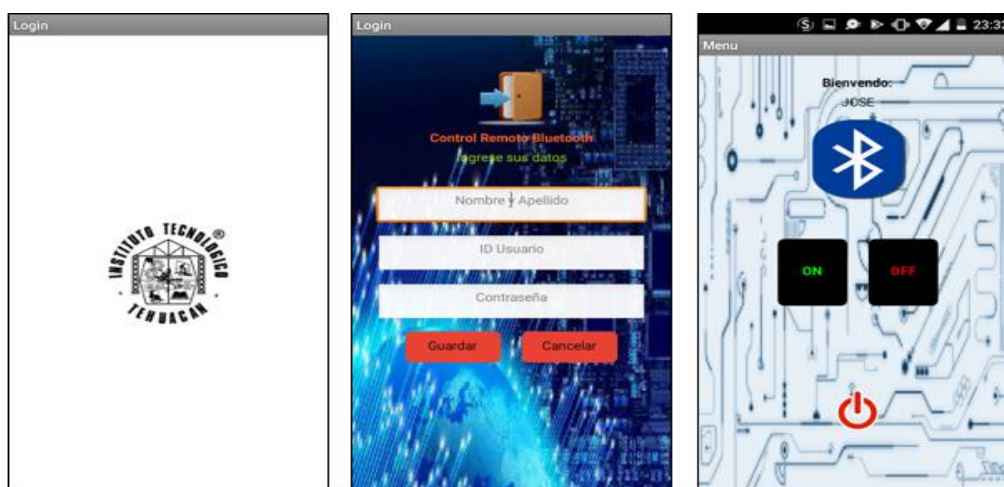 Login
INSTITUTO TECNOLOGICO®
TEHUACAN
Login
Control Remoto Bluetooth
Ingrese sus datos
Nombre y Apellido
ID Usuario
Contraseña
Guardar
Cancelar
23:32
Menu
Bienvendo:
JOSE
ON
OFF